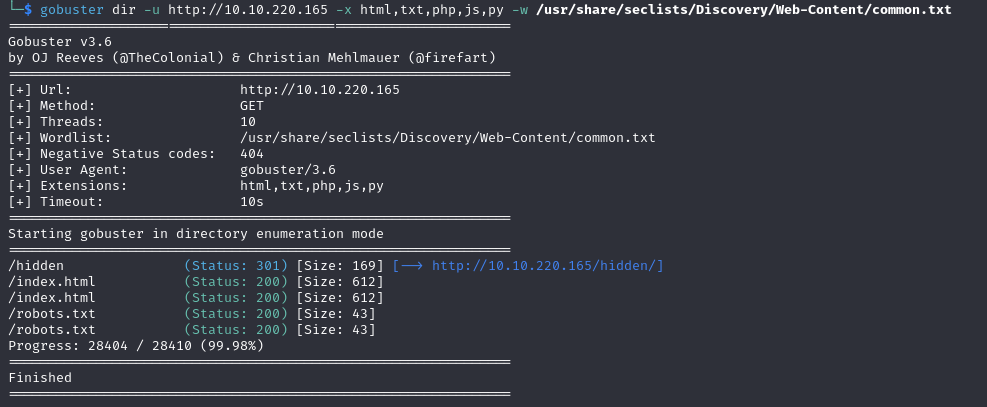 └─$ gobuster dir -u http://10.10.220.165 -x html,txt,php,js,py -w /usr/share/seclists/Discovery/Web-Content/common.txt
===============================================================
Gobuster v3.6
by OJ Reeves (@TheColonial) & Christian Mehlmauer (@firefart)
===============================================================
[+] Url:                     http://10.10.220.165
[+] Method:                  GET
[+] Threads:                 10
[+] Wordlist:                /usr/share/seclists/Discovery/Web-Content/common.txt
[+] Negative Status codes:   404
[+] User Agent:              gobuster/3.6
[+] Extensions:              html,txt,php,js,py
[+] Timeout:                 10s
===============================================================
Starting gobuster in directory enumeration mode
===============================================================
/hidden               (Status: 301) [Size: 169] [--> http://10.10.220.165/hidden/]
/index.html           (Status: 200) [Size: 612]
/index.html           (Status: 200) [Size: 612]
/robots.txt           (Status: 200) [Size: 43]
/robots.txt           (Status: 200) [Size: 43]
Progress: 28404 / 28410 (99.98%)
===============================================================
Finished
===============================================================